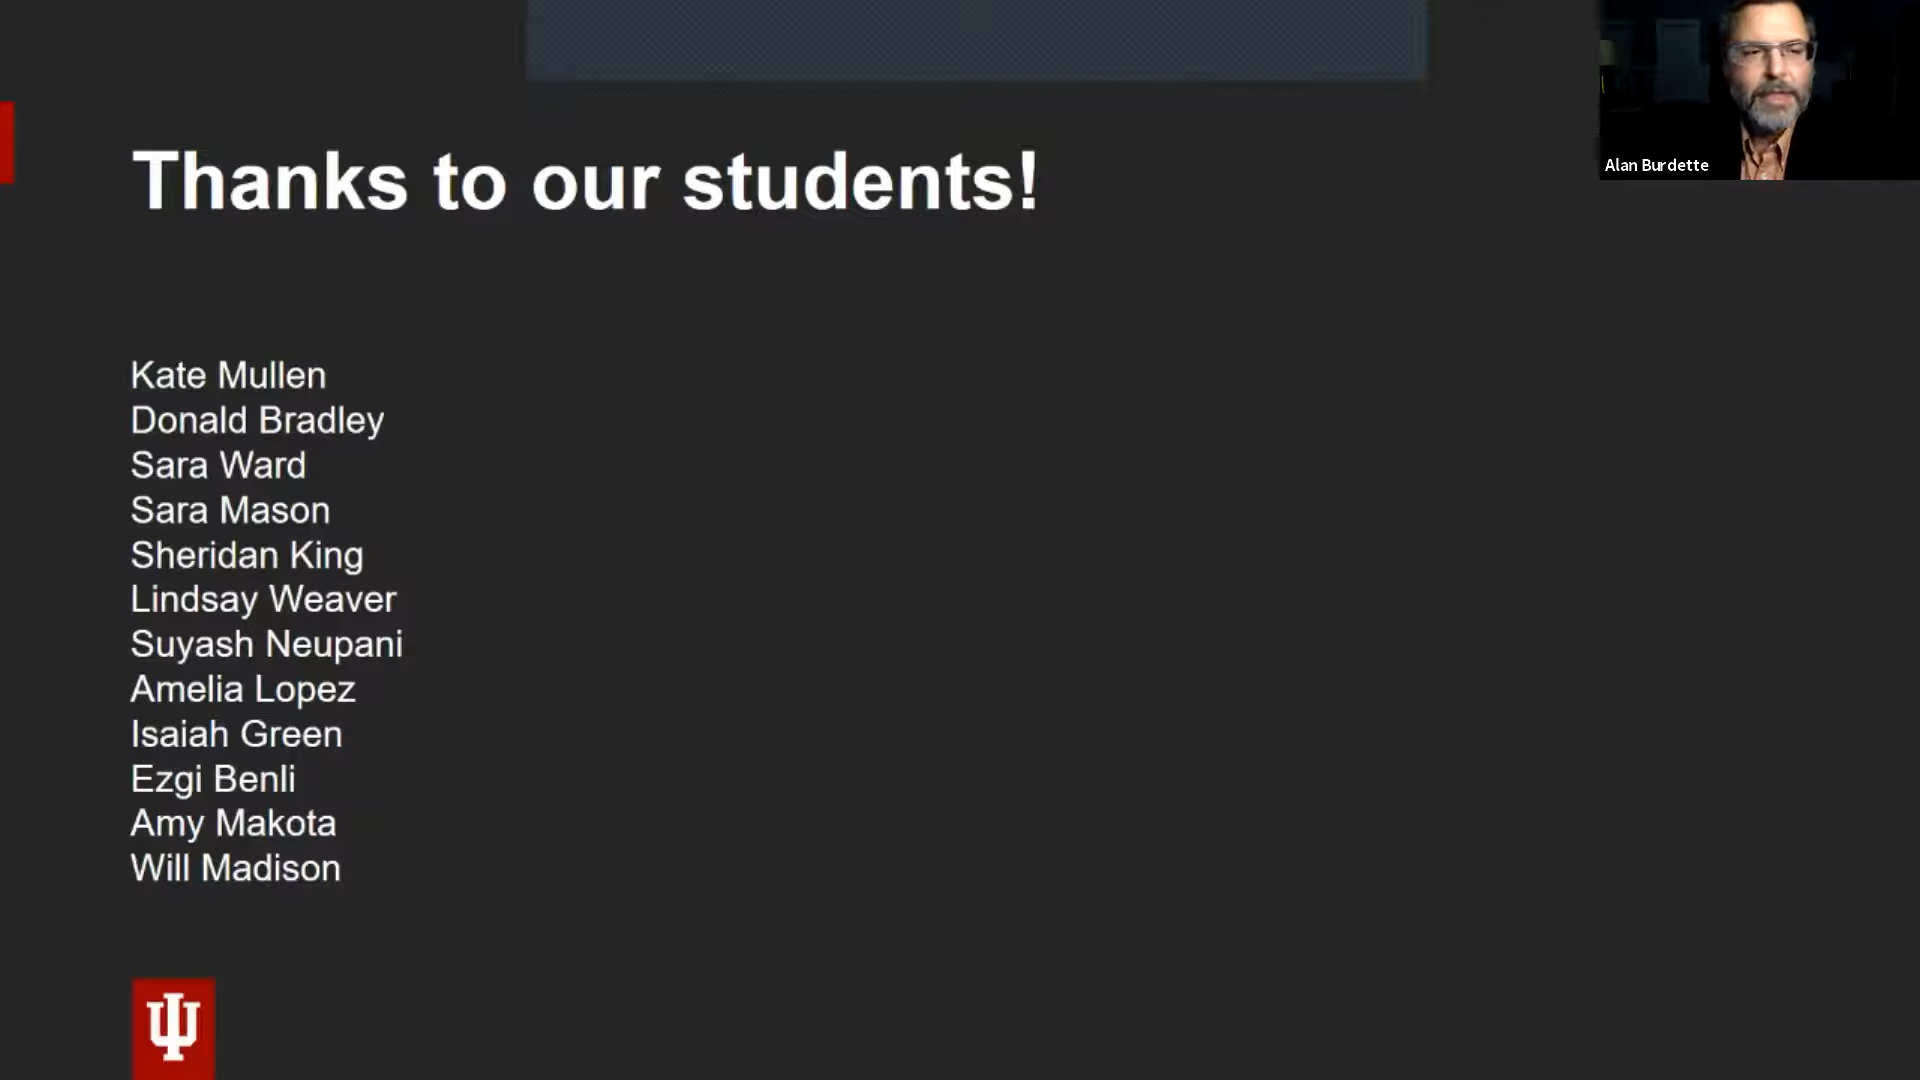 Thanks to our students!
Alan Burdette
Kate Mullen
Donald Bradley
Sara Ward
Sara Mason
Sheridan King
Lindsay Weaver
Suyash Neupani
Amelia Lopez
Isaiah Green
Ezgi Benli
Amy Makota
Will Madison